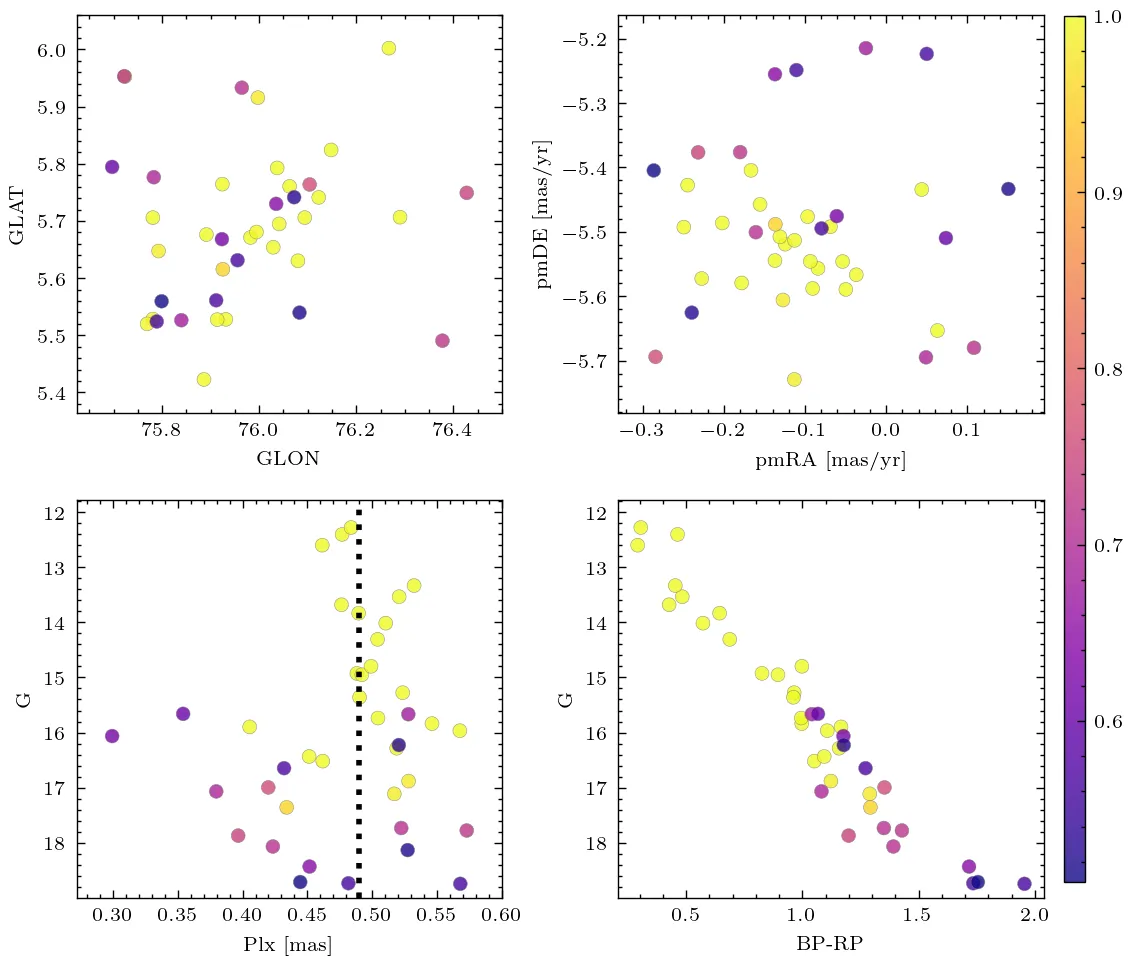 6.0
5.9
5.8
5.7
5.6
5.5
5.4
GLAT
75.8 76.0 76.2 76.4
GLON
−5.2
−5.3
−5.4
−5.5
−5.6
−5.7
pmDE [mas/yr]
−0.3 −0.2 −0.1 0.0 0.1
pmRA [mas/yr]
1.0
0.9
0.8
0.7
0.6
12
13
14
15
16
17
18
G
0.30 0.35 0.40 0.45 0.50 0.55 0.60
Plx [mas]
12
13
14
15
16
17
18
G
0.5 1.0 1.5 2.0
BP-RP